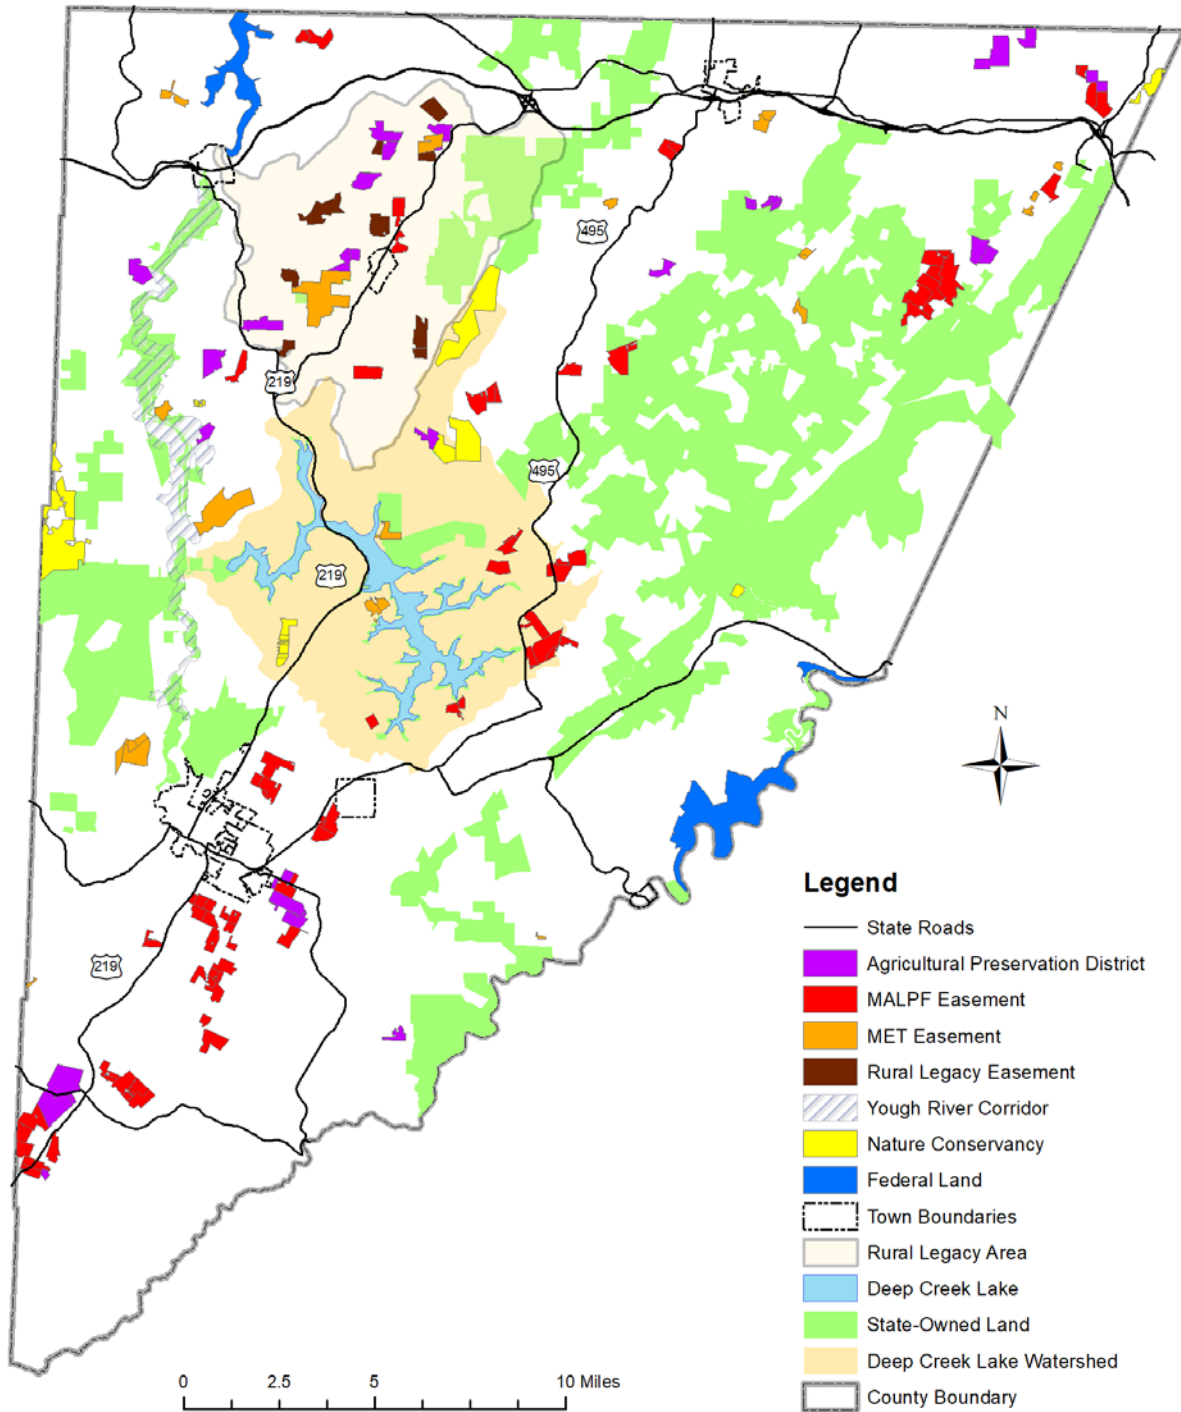 495
219
495
219
N
219
Legend
State Roads
Agricultural Preservation District
MALPF Easement
MET Easement
Rural Legacy Easement
Yough River Corridor
Nature Conservancy
Federal Land
Town Boundaries
Rural Legacy Area
Deep Creek Lake
State-Owned Land
Deep Creek Lake Watershed
County Boundary
0 2.5 5 10 Miles